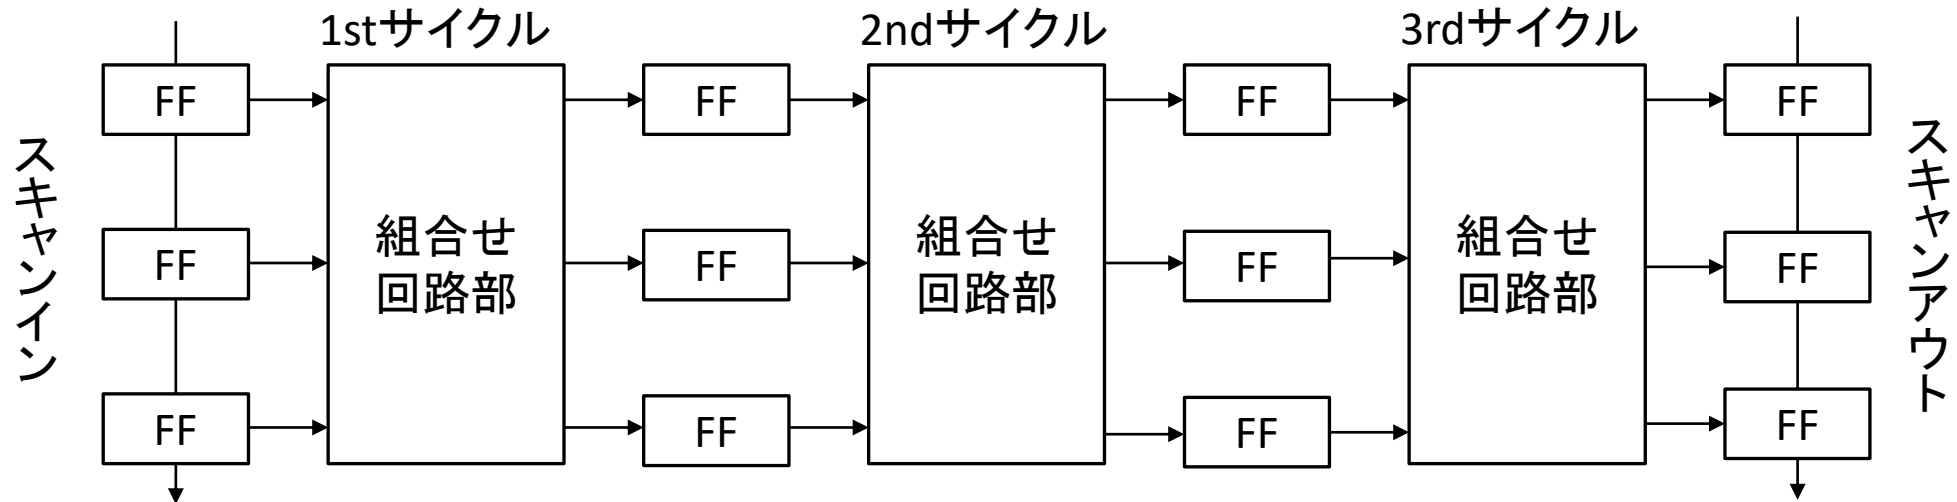 1stサイクル
2ndサイクル
3rdサイクル
スキャンイン
FF
FF
FF
組合せ
回路部
FF
FF
FF
組合せ
回路部
FF
FF
FF
組合せ
回路部
FF
FF
FF
スキャンアウト